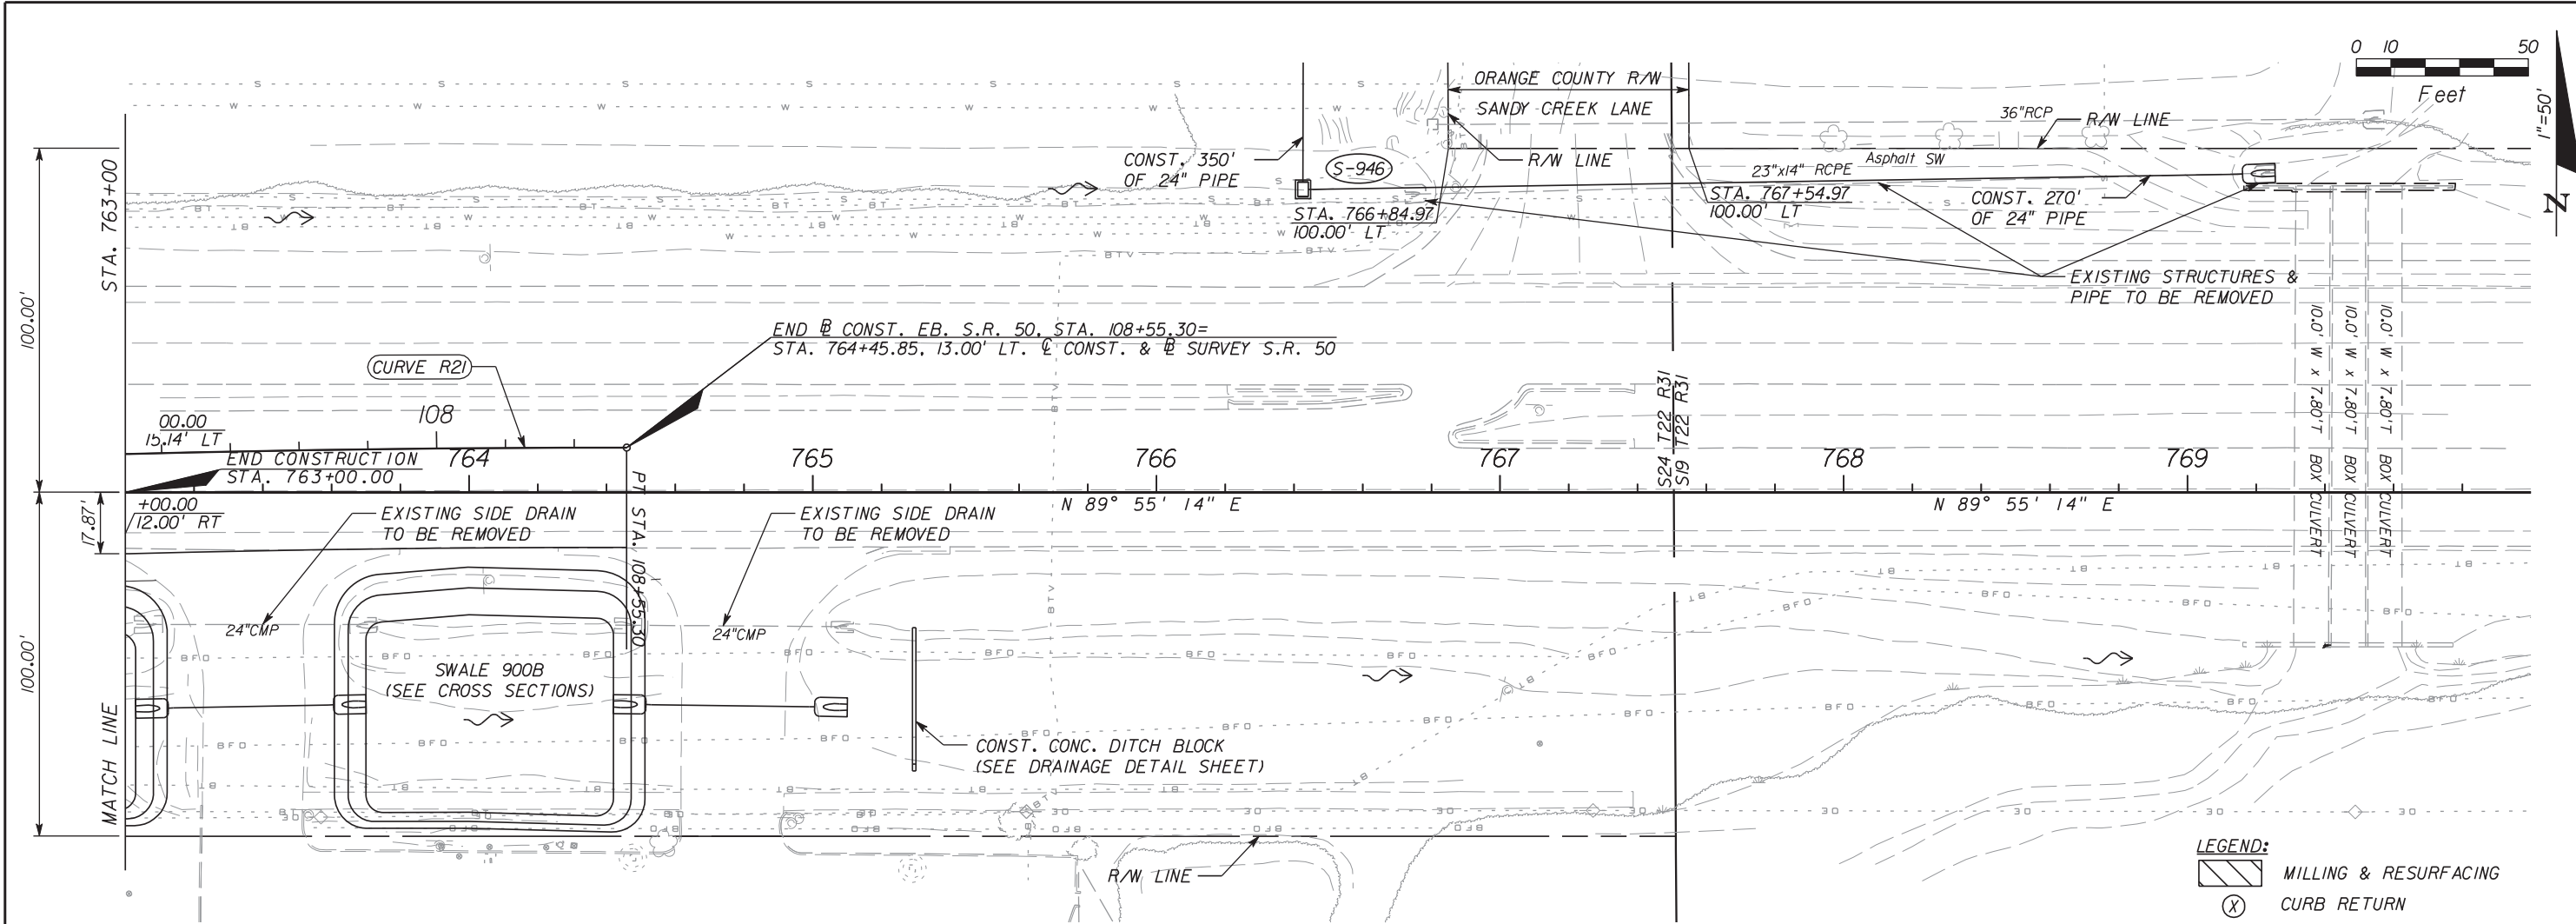 0 10 50
Feet
1"=50'
N
ORANGE COUNTY R/W
SANDY CREEK LANE
36"RCP
R/W LINE
CONST. 350'
OF 24" PIPE
S-946
R/W LINE
Asphalt SW
23"x14" RCPE
STA. 766+84.97
100.00' LT
STA. 767+54.97
100.00' LT
CONST. 270'
OF 24" PIPE
EXISTING STRUCTURES &
PIPE TO BE REMOVED
STA. 763+00
100.00'
END BL CONST. EB. S.R. 50, STA. 108+55.30=
STA. 764+45.85, 13.00' LT. CL CONST. & BL SURVEY S.R. 50
CURVE R21
108
00.00
15.14' LT
END CONSTRUCTION
STA. 763+00.00
764 765 766 767 768 769
S24 T22 R31
S19 T22 R31
10.0' W x 7.80'T BOX CULVERT
10.0' W x 7.80'T BOX CULVERT
10.0' W x 7.80'T BOX CULVERT
N 89° 55' 14" E
N 89° 55' 14" E
17.87'
+00.00
12.00' RT
EXISTING SIDE DRAIN
TO BE REMOVED
EXISTING SIDE DRAIN
TO BE REMOVED
PT STA. 108+55.30
24"CMP
24"CMP
SWALE 900B
(SEE CROSS SECTIONS)
CONST. CONC. DITCH BLOCK
(SEE DRAINAGE DETAIL SHEET)
100.00'
MATCH LINE
R/W LINE
LEGEND:
MILLING & RESURFACING
X CURB RETURN